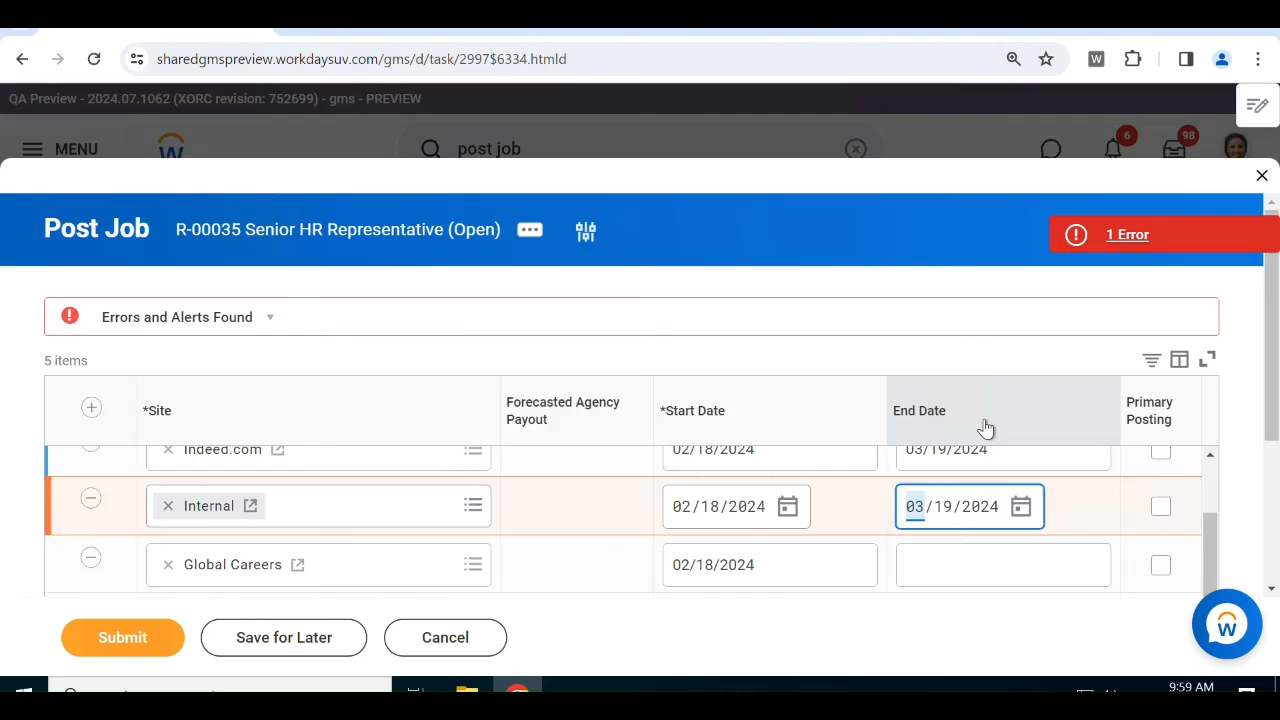 sharedgmspreview.workdaysuv.com/gms/d/task/2997$6334.htmld
W
QA Preview - 2024.07.1062 (XORC revision: 752699) - gms - PREVIEW
MENU
W
post job
6
98
Post Job
R-00035 Senior HR Representative (Open)
1 Error
Errors and Alerts Found
5 items
*Site
Forecasted Agency
Payout
*Start Date
End Date
Primary
Posting
Indeed.com
02/18/2024
03/19/2024
Internal
02/18/2024
03/19/2024
Global Careers
02/18/2024
Submit
Save for Later
Cancel
W
9:59 AM